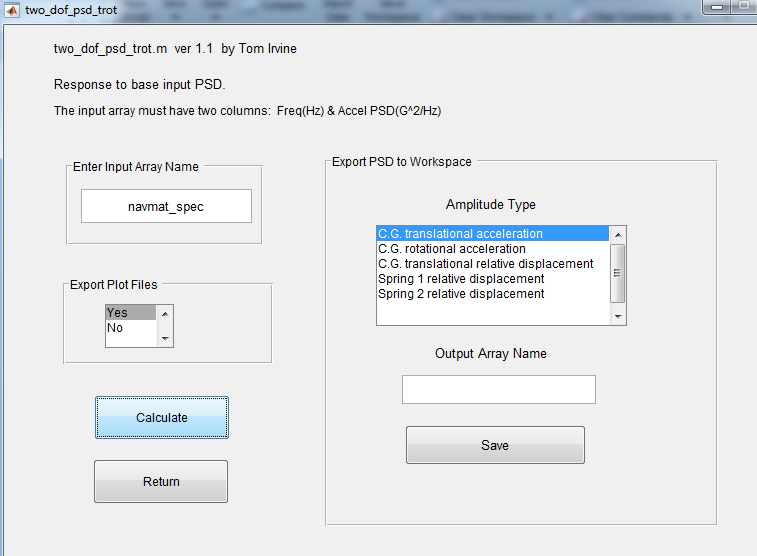 two_dof_psd_trot
two_dof_psd_trot.m ver 1.1 by Tom Irvine
Response to base input PSD.
The input array must have two columns: Freq(Hz) & Accel PSD(G^2/Hz)
Enter Input Array Name
navmat_spec
Export Plot Files
Yes
No
Calculate
Return
Export PSD to Workspace
Amplitude Type
C.G. translational acceleration
C.G. rotational acceleration
C.G. translational relative displacement
Spring 1 relative displacement
Spring 2 relative displacement
Output Array Name
Save